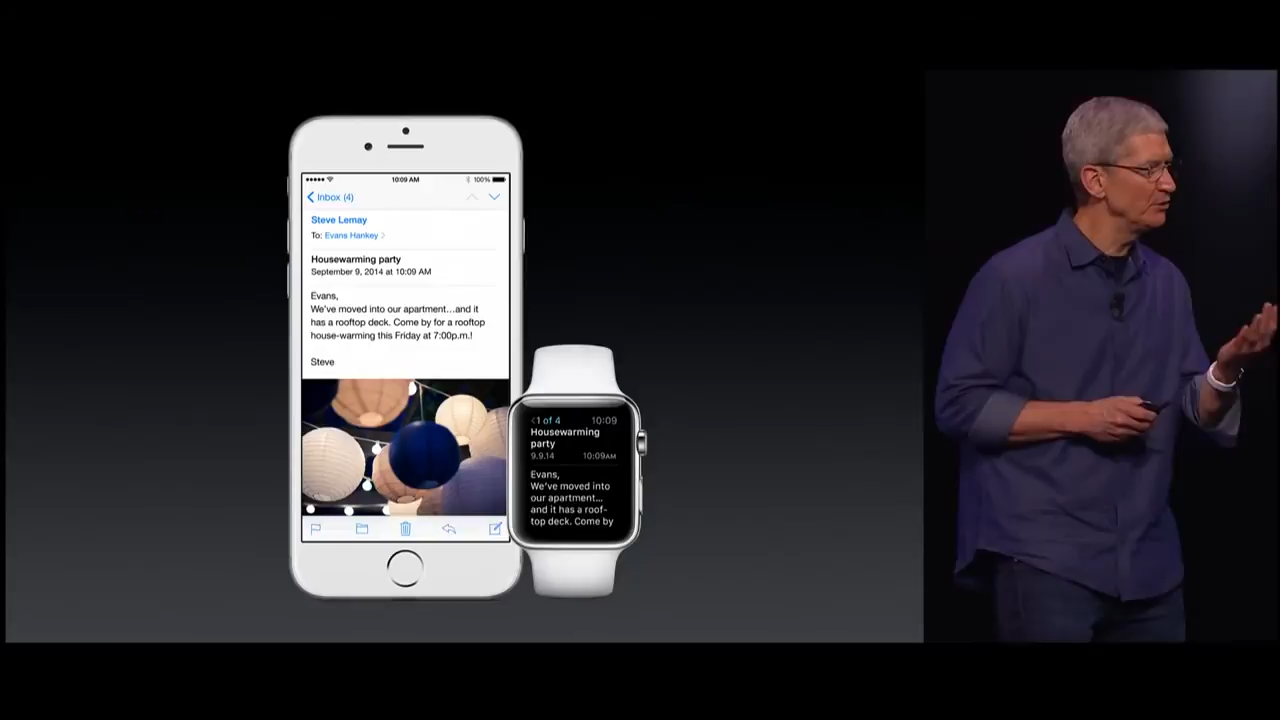 10:09 AM
100%
Inbox (4)
Steve Lemay
To: Evans Hankey
Housewarming party
September 9, 2014 at 10:09 AM
Evans,
We've moved into our apartment...and it
has a rooftop deck. Come by for a rooftop
house-warming this Friday at 7:00p.m.!
Steve
<1 of 4 10:09
Housewarming
party
9.9.14 10:09AM
Evans,
We've moved into
our apartment...
and it has a roof-
top deck. Come by